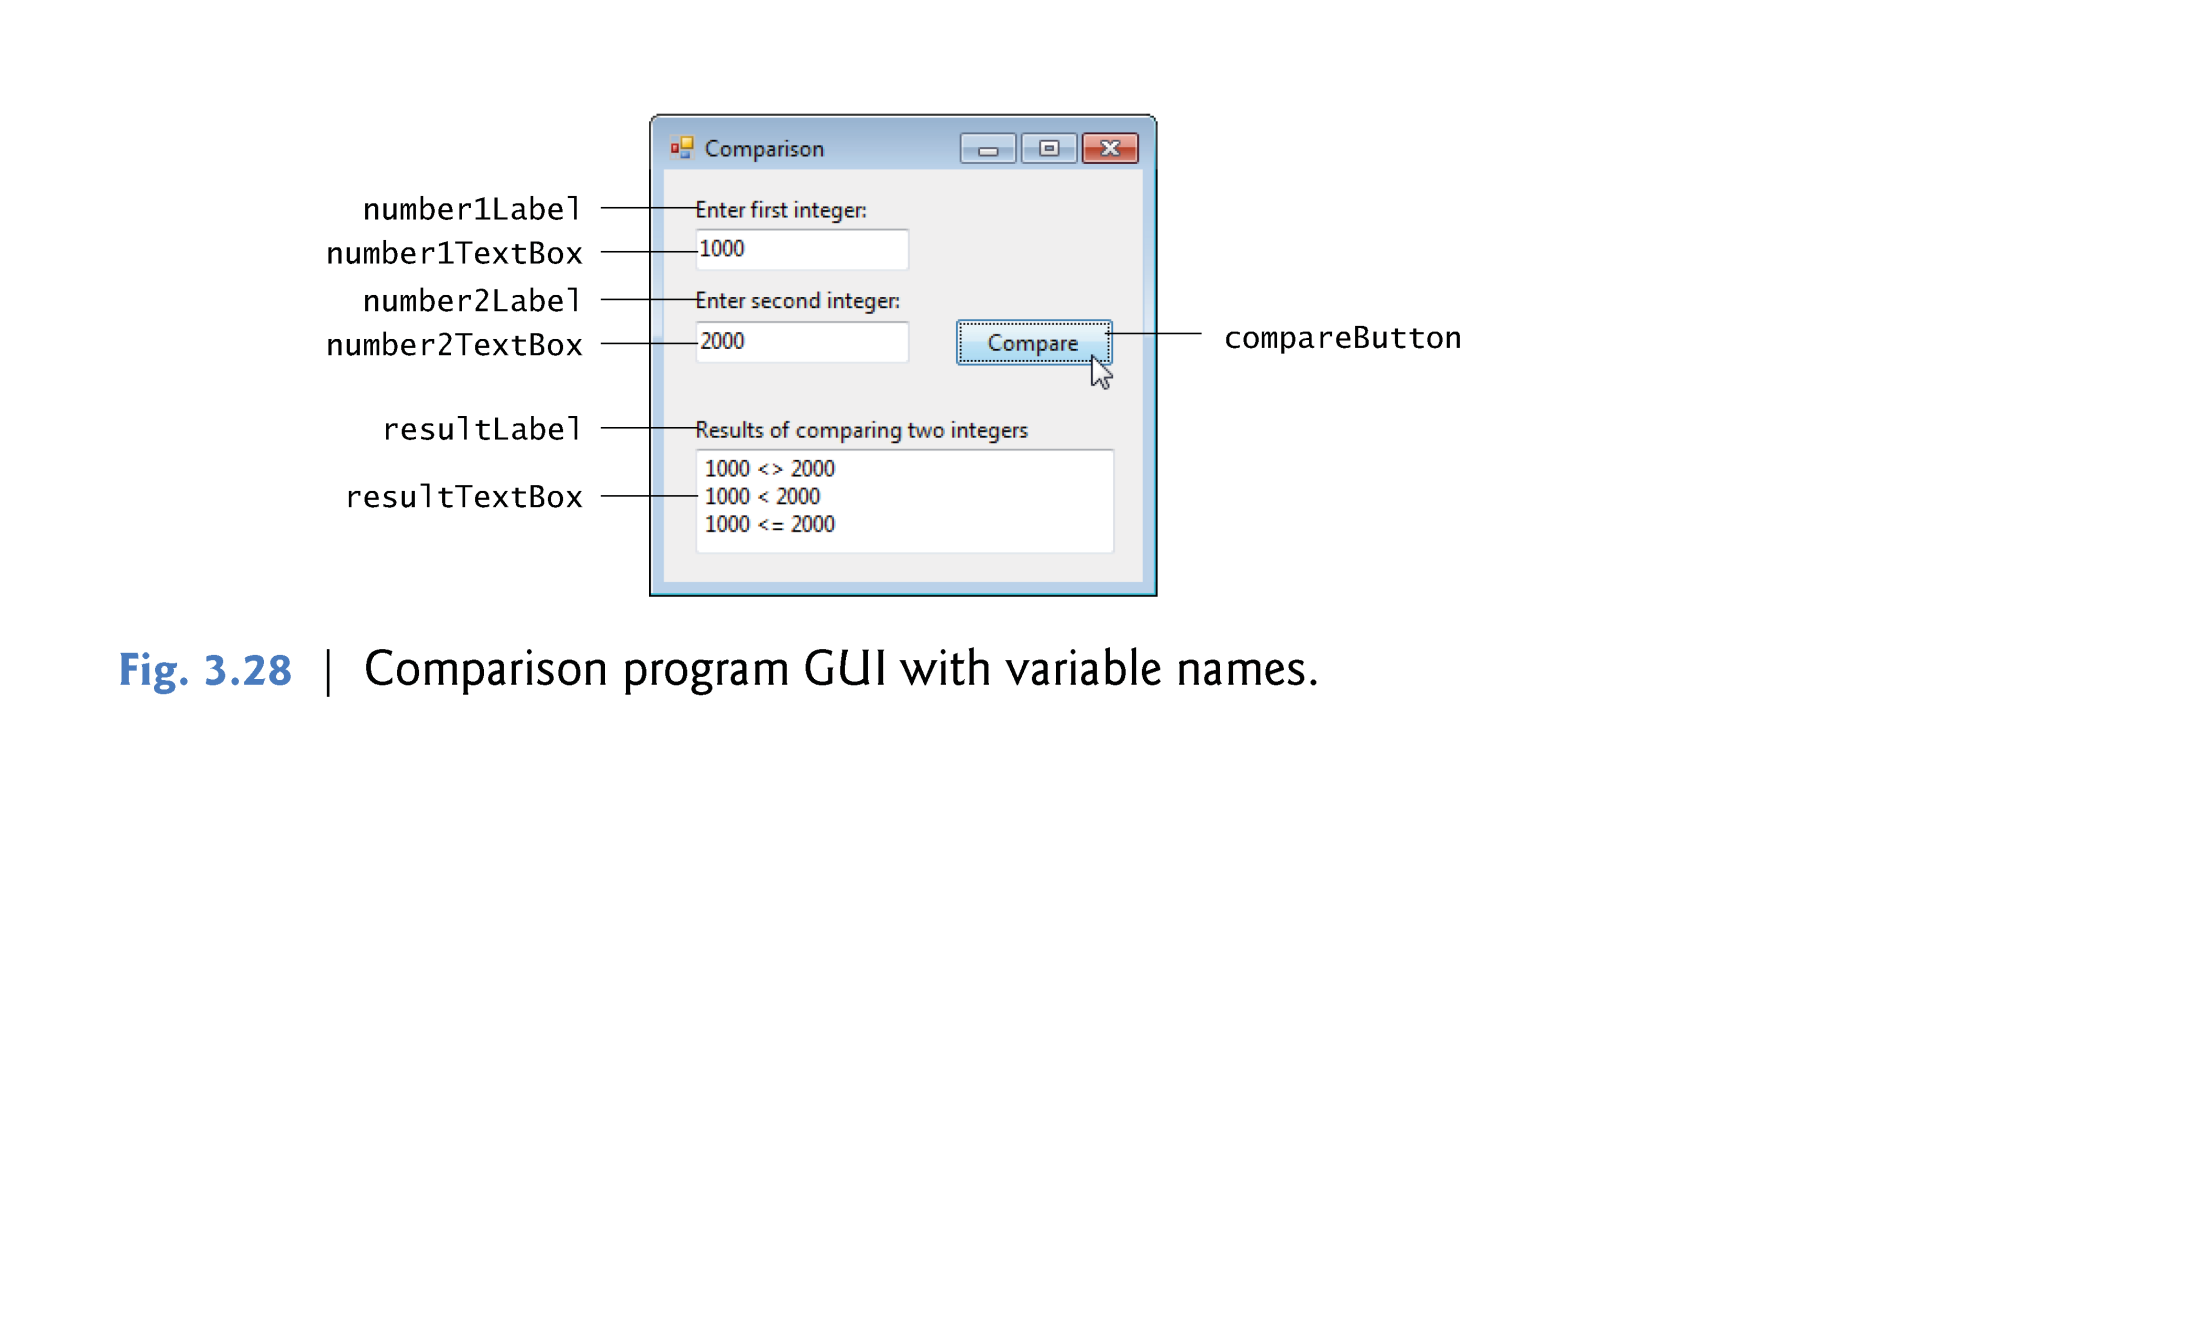 Comparison
number1Label Enter first integer:
number1TextBox 1000
number2Label Enter second integer:
number2TextBox 2000 Compare compareButton
resultLabel Results of comparing two integers
1000 <> 2000
resultTextBox 1000 < 2000
1000 <= 2000
Fig. 3.28 | Comparison program GUI with variable names.